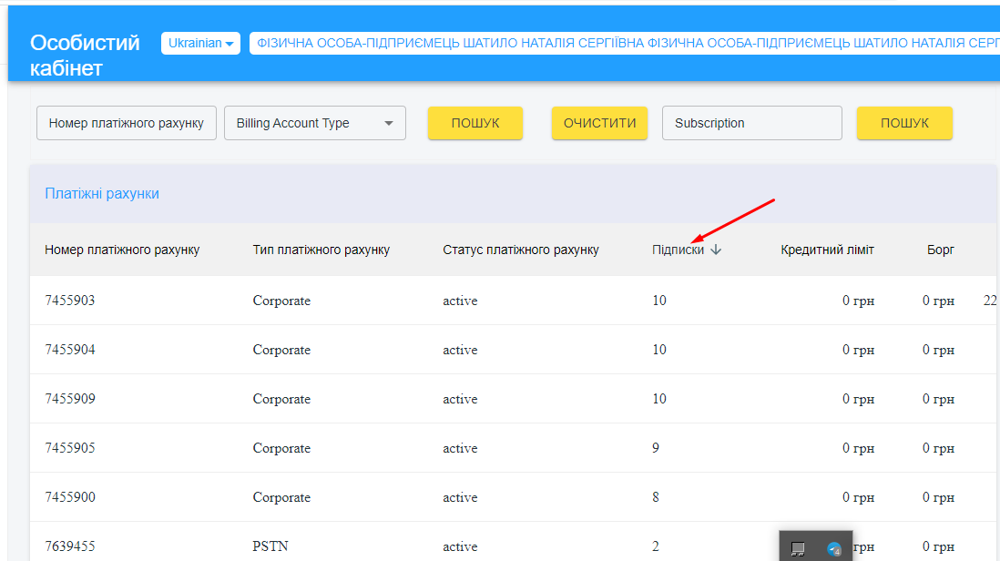 Особистий кабінет
Ukrainian
ФІЗИЧНА ОСОБА-ПІДПРИЄМЕЦЬ ШАТИЛО НАТАЛІЯ СЕРГІЇВНА ФІЗИЧНА ОСОБА-ПІДПРИЄМЕЦЬ ШАТИЛО НАТАЛІЯ СЕРГ
Номер платіжного рахунку Billing Account Type ПОШУК ОЧИСТИТИ Subscription ПОШУК
Платіжні рахунки
Номер платіжного рахунку Тип платіжного рахунку Статус платіжного рахунку Підписки Кредитний ліміт Борг
7455903 Corporate active 10 0 грн 0 грн 22
7455904 Corporate active 10 0 грн 0 грн
7455909 Corporate active 10 0 грн 0 грн
7455905 Corporate active 9 0 грн 0 грн
7455900 Corporate active 8 0 грн 0 грн
7639455 PSTN active 2 грн 0 грн
4